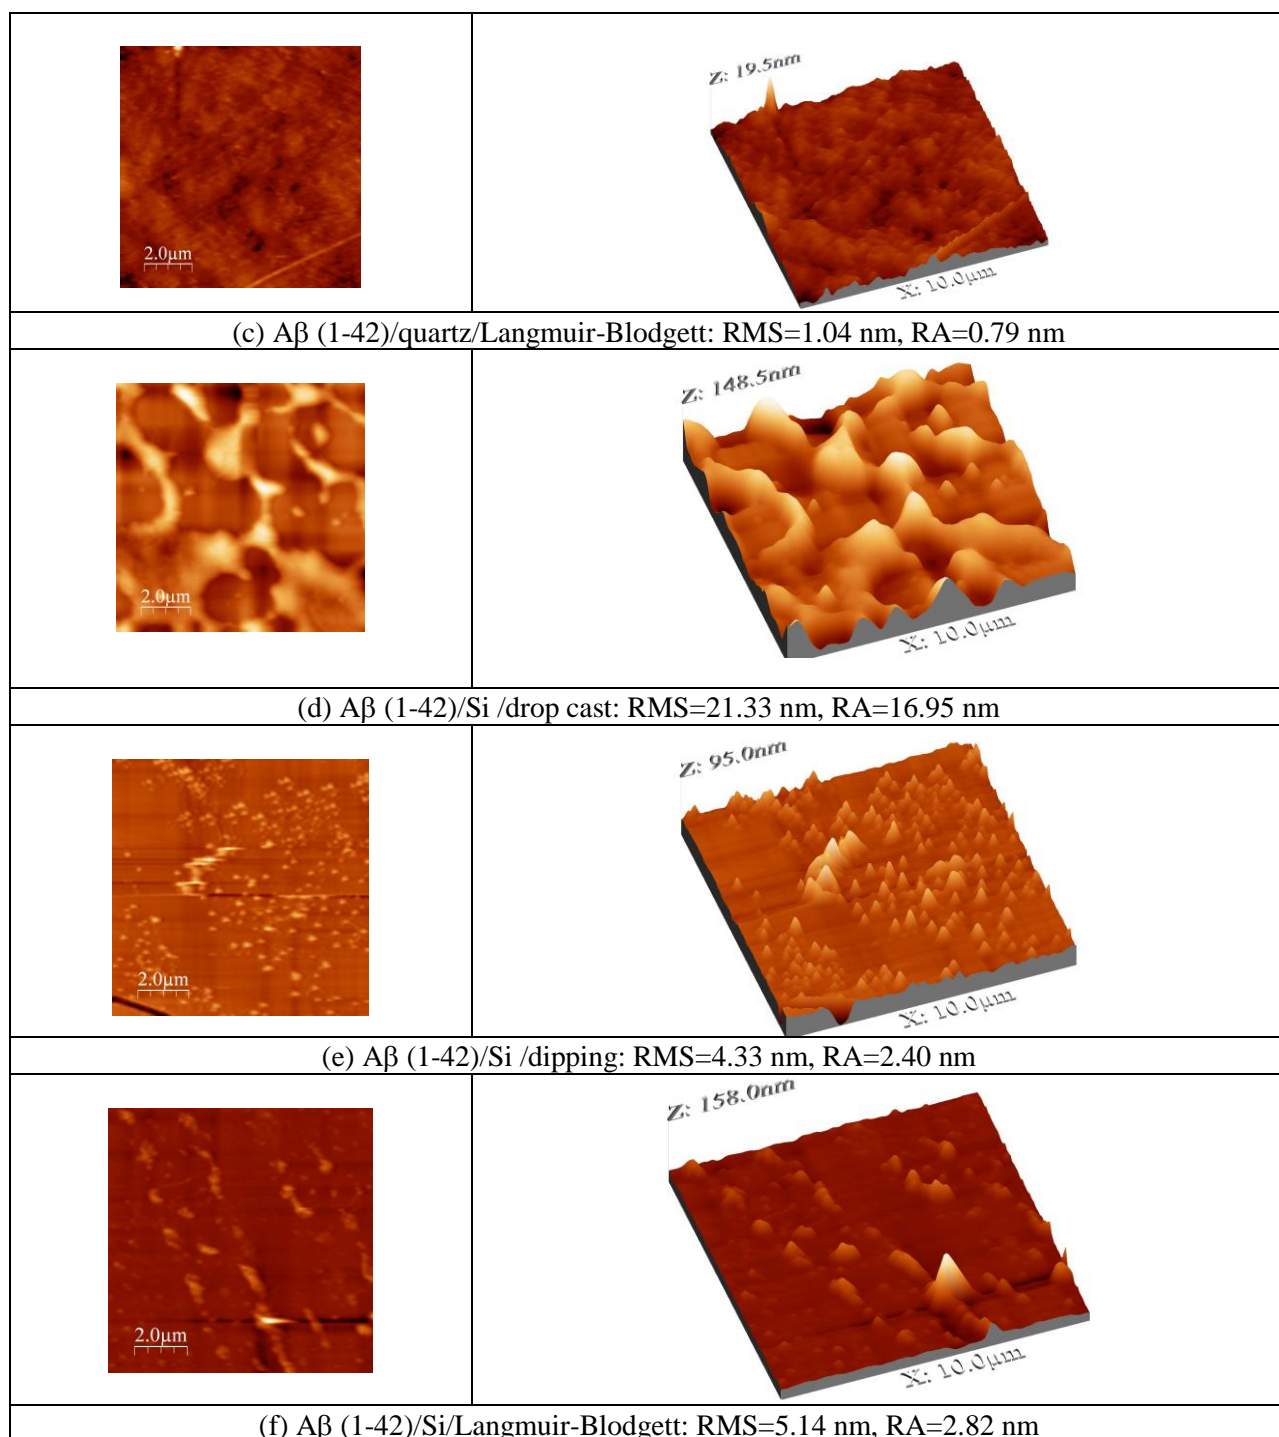 Z: 19.5nm
2.0µm
X: 10.0µm
(c) Aβ (1-42)/quartz/Langmuir-Blodgett: RMS=1.04 nm, RA=0.79 nm
Z: 148.5nm
2.0µm
X: 10.0µm
(d) Aβ (1-42)/Si /drop cast: RMS=21.33 nm, RA=16.95 nm
Z: 95.0nm
2.0µm
X: 10.0µm
(e) Aβ (1-42)/Si /dipping: RMS=4.33 nm, RA=2.40 nm
Z: 158.0nm
2.0µm
X: 10.0µm
(f) Aβ (1-42)/Si/Langmuir-Blodgett: RMS=5.14 nm, RA=2.82 nm